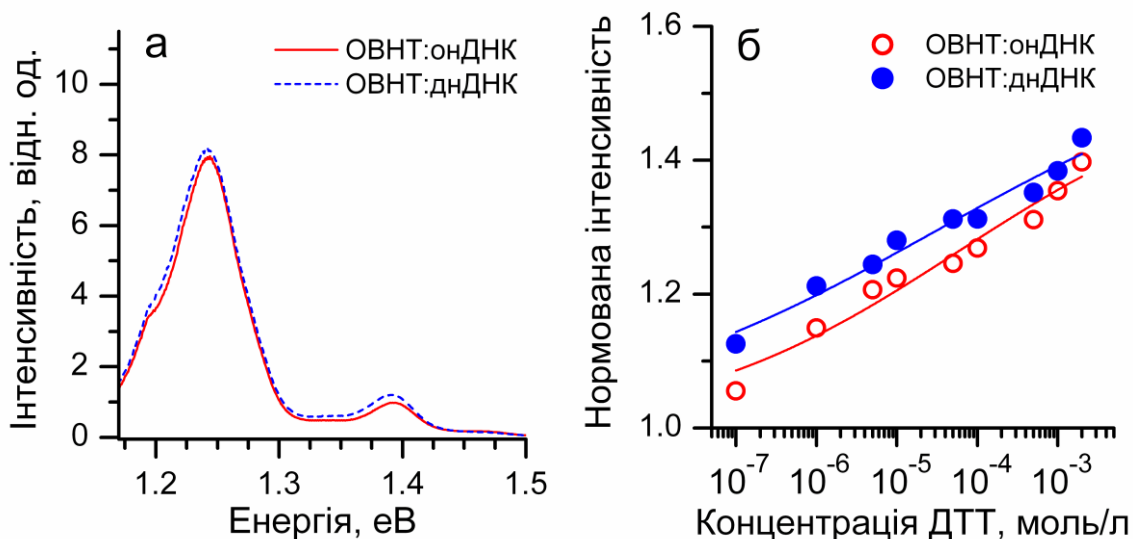 а
ОВНТ:онДНК
ОВНТ:днДНК
Інтенсивність, відн. од.
10
8
6
4
2
0
1.2 1.3 1.4 1.5
Енергія, еВ
б
ОВНТ:онДНК
ОВНТ:днДНК
Нормована інтенсивність
1.6
1.4
1.2
1.0
10⁻⁷ 10⁻⁶ 10⁻⁵ 10⁻⁴ 10⁻³
Концентрація ДТТ, моль/л